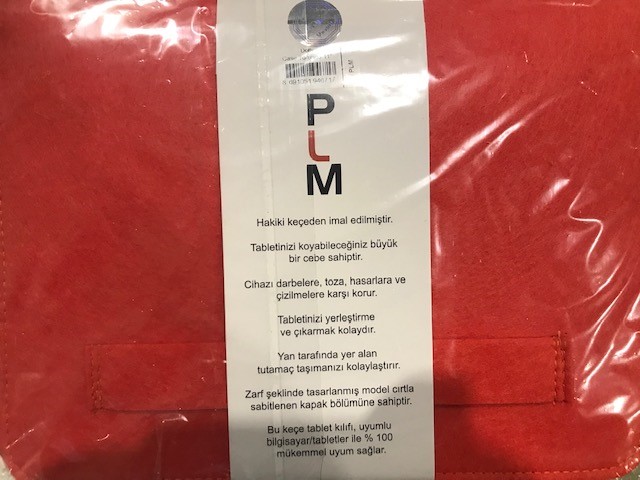 PLM
P
L
M
Hakiki keçeden imal edilmiştir.
Tabletinizi koyabileceğiniz büyük
bir cebe sahiptir.
Cihazı darbelere, toza, hasarlara ve
çizilmelere karşı korur.
Tabletinizi yerleştirme
ve çıkarmak kolaydır.
Yan tarafında yer alan
tutamaç taşımanızı kolaylaştırır.
Zarf şeklinde tasarlanmış model cırtla
sabitlenen kapak bölümüne sahiptir.
Bu keçe tablet kılıfı, uyumlu
bilgisayar/tabletler ile % 100
mükemmel uyum sağlar.